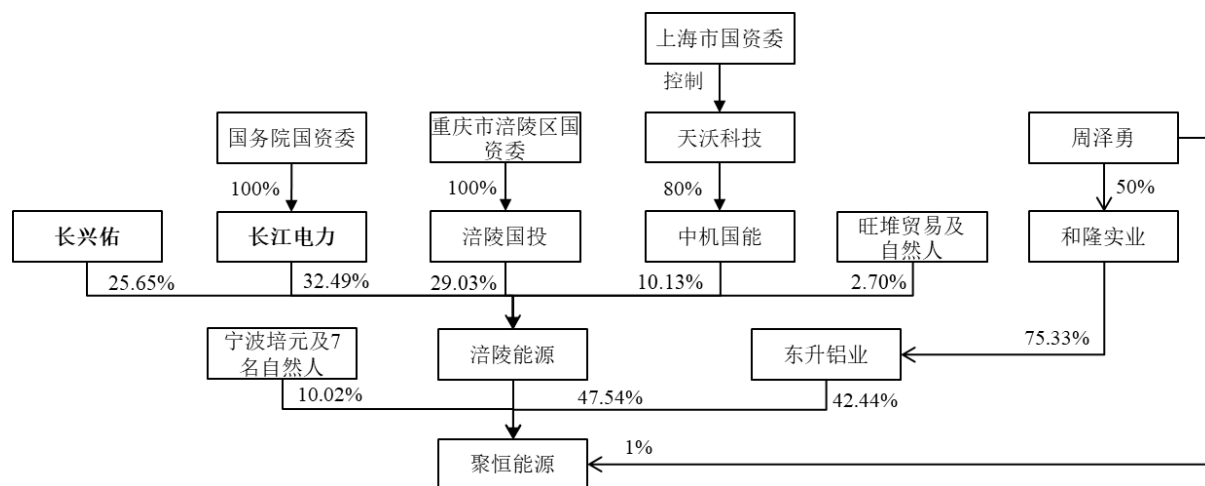 上海市国资委
控制
国务院国资委
重庆市涪陵区国
资委
天沃科技
周泽勇
100%
100%
80%
50%
长兴佑
长江电力
涪陵国投
中机国能
旺堆贸易及
自然人
和隆实业
25.65%
32.49%
29.03%
10.13%
2.70%
宁波培元及7
名自然人
涪陵能源
东升铝业
75.33%
10.02%
47.54%
42.44%
聚恒能源
1%